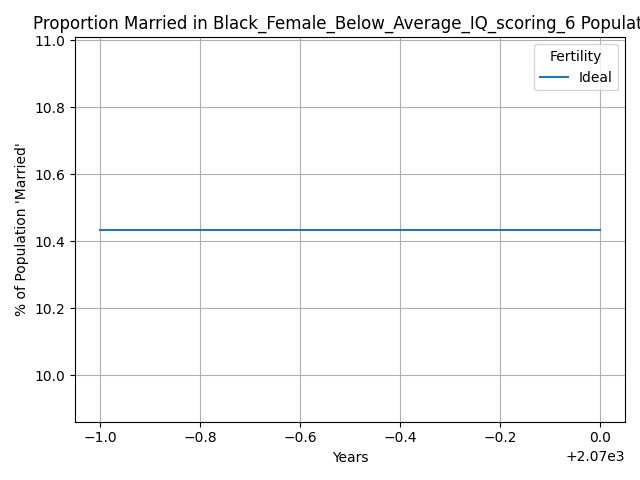 Proportion Married in Black_Female_Below_Average_IQ_scoring_6 Populat
11.0
10.8
10.6
10.4
10.2
10.0
% of Population 'Married'
Fertility
Ideal
−1.0 −0.8 −0.6 −0.4 −0.2 0.0
Years
+2.07e3